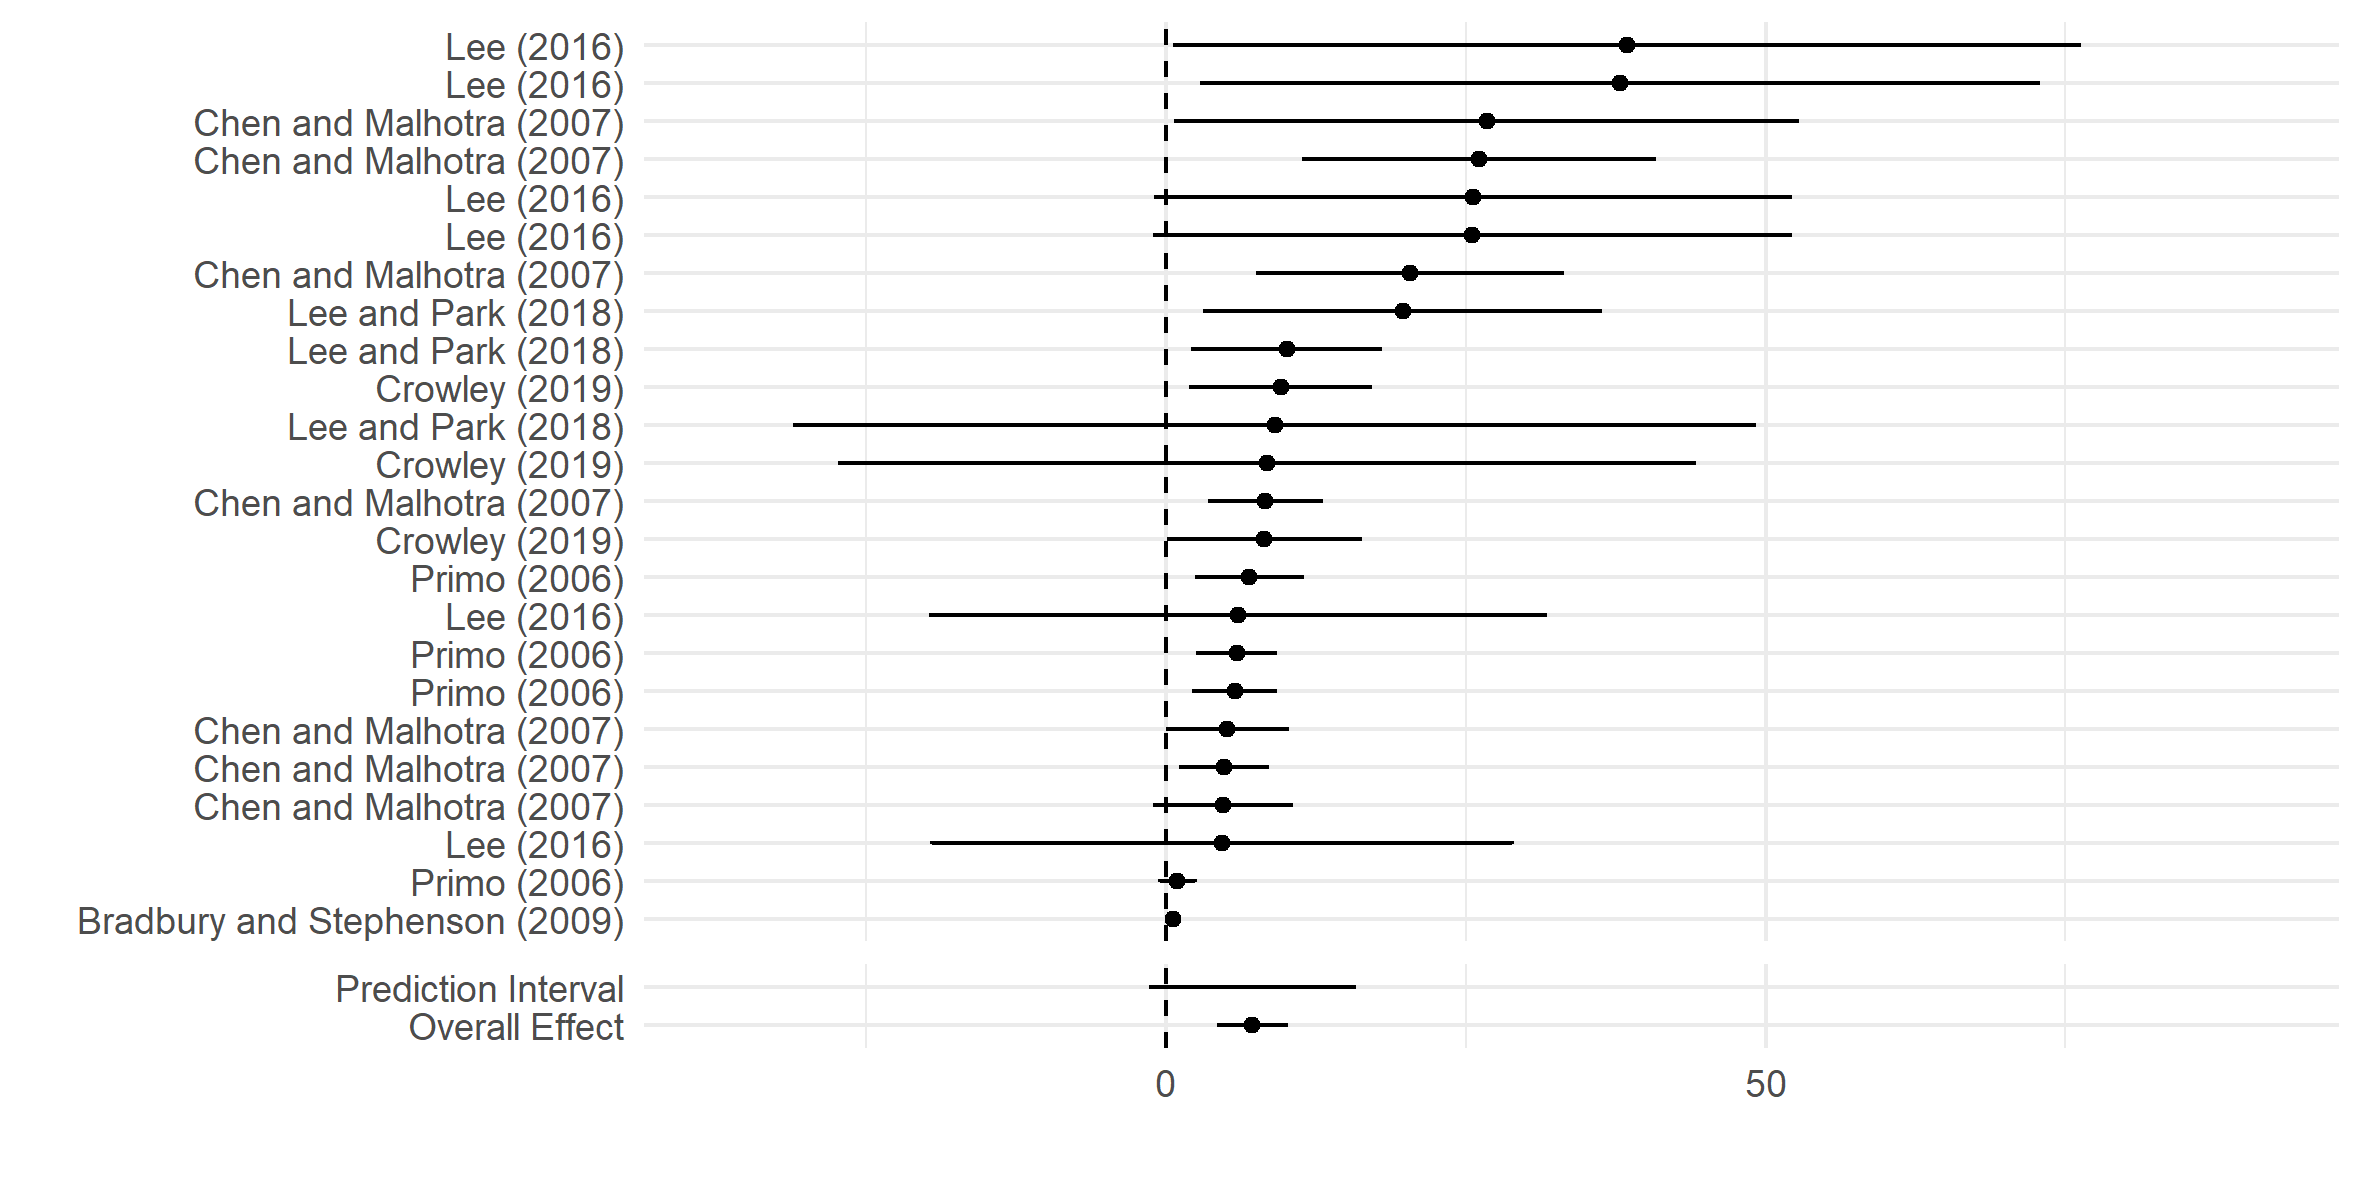 Lee (2016)
Lee (2016)
Chen and Malhotra (2007)
Chen and Malhotra (2007)
Lee (2016)
Lee (2016)
Chen and Malhotra (2007)
Lee and Park (2018)
Lee and Park (2018)
Crowley (2019)
Lee and Park (2018)
Crowley (2019)
Chen and Malhotra (2007)
Crowley (2019)
Primo (2006)
Lee (2016)
Primo (2006)
Primo (2006)
Chen and Malhotra (2007)
Chen and Malhotra (2007)
Chen and Malhotra (2007)
Lee (2016)
Primo (2006)
Bradbury and Stephenson (2009)
Prediction Interval
Overall Effect
0 50